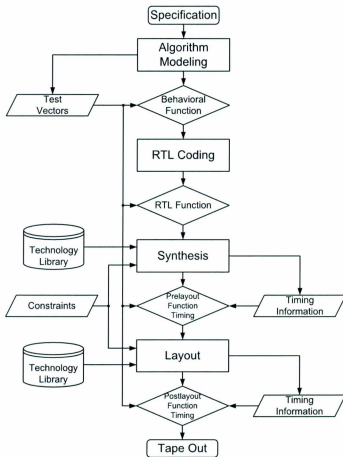 Specification
Algorithm
Modeling
Test
Vectors
Behavioral
Function
RTL Coding
RTL Function
Technology
Library
Synthesis
Constraints
Prelayout
Function
Timing
Timing
Information
Technology
Library
Layout
Postlayout
Function
Timing
Timing
Information
Tape Out